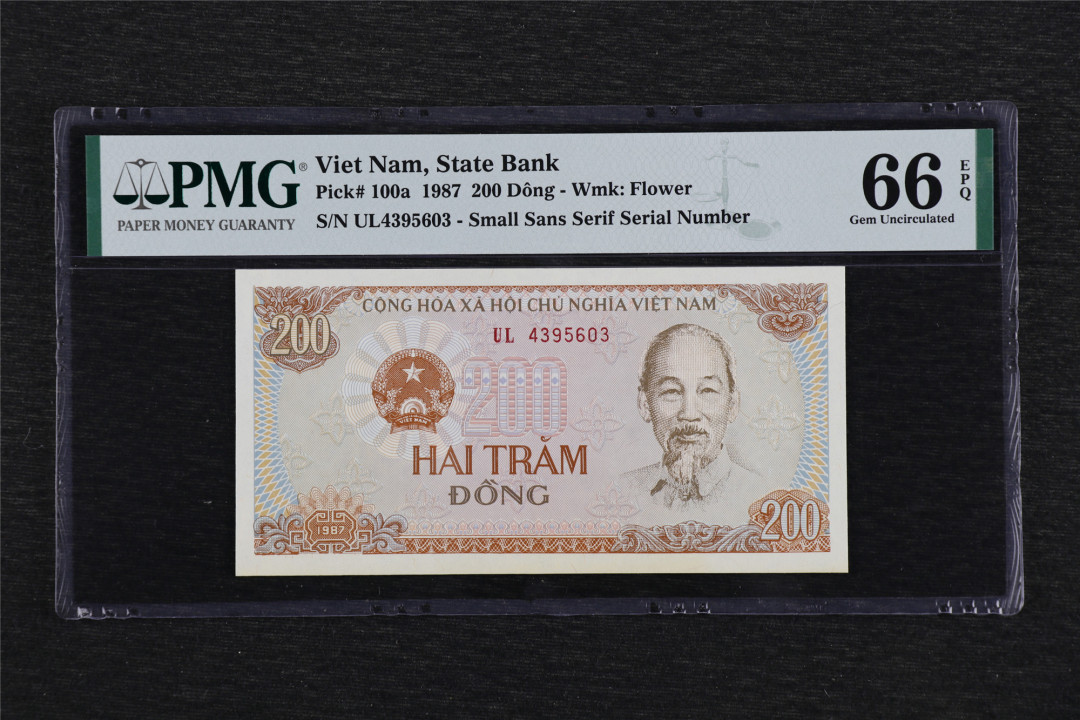 PMG®
PAPER MONEY GUARANTY
Viet Nam, State Bank
Pick# 100a 1987 200 Dông - Wmk: Flower
S/N UL4395603 - Small Sans Serif Serial Number
66
EPQ
Gem Uncirculated
CỘNG HÒA XÃ HỘI CHỦ NGHĨA VIỆT NAM
200
UL 4395603
200
VIỆT NAM
HAI TRĂM
ĐỒNG
1987
200